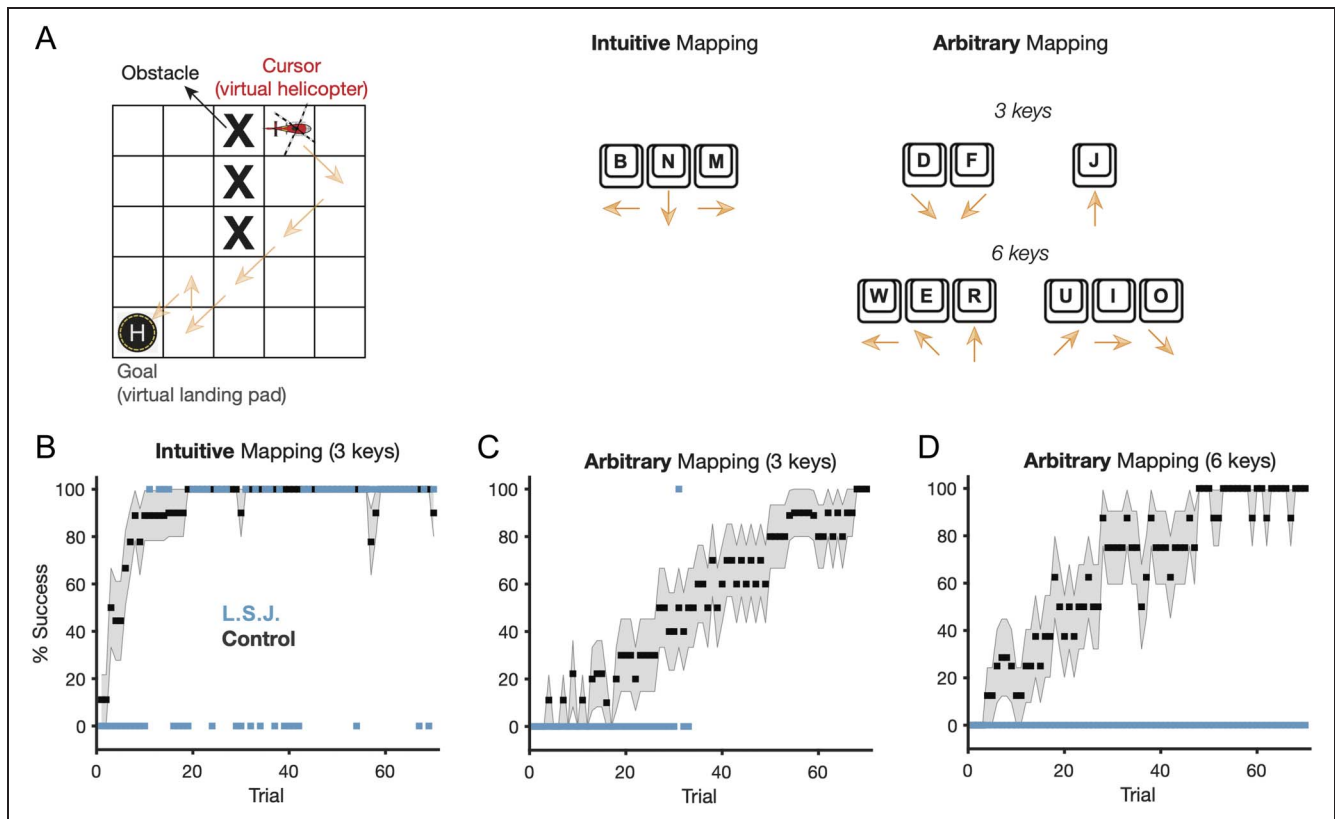 A
Obstacle
Cursor
(virtual helicopter)
X
X
X
H
Goal
(virtual landing pad)
Intuitive Mapping
B N M
Arbitrary Mapping
3 keys
D F J
6 keys
W E R U I O
B
Intuitive Mapping (3 keys)
% Success
100
80
60
40
20
0
L.S.J.
Control
0 20 40 60
Trial
C
Arbitrary Mapping (3 keys)
100
80
60
40
20
0
0 20 40 60
Trial
D
Arbitrary Mapping (6 keys)
100
80
60
40
20
0
0 20 40 60
Trial